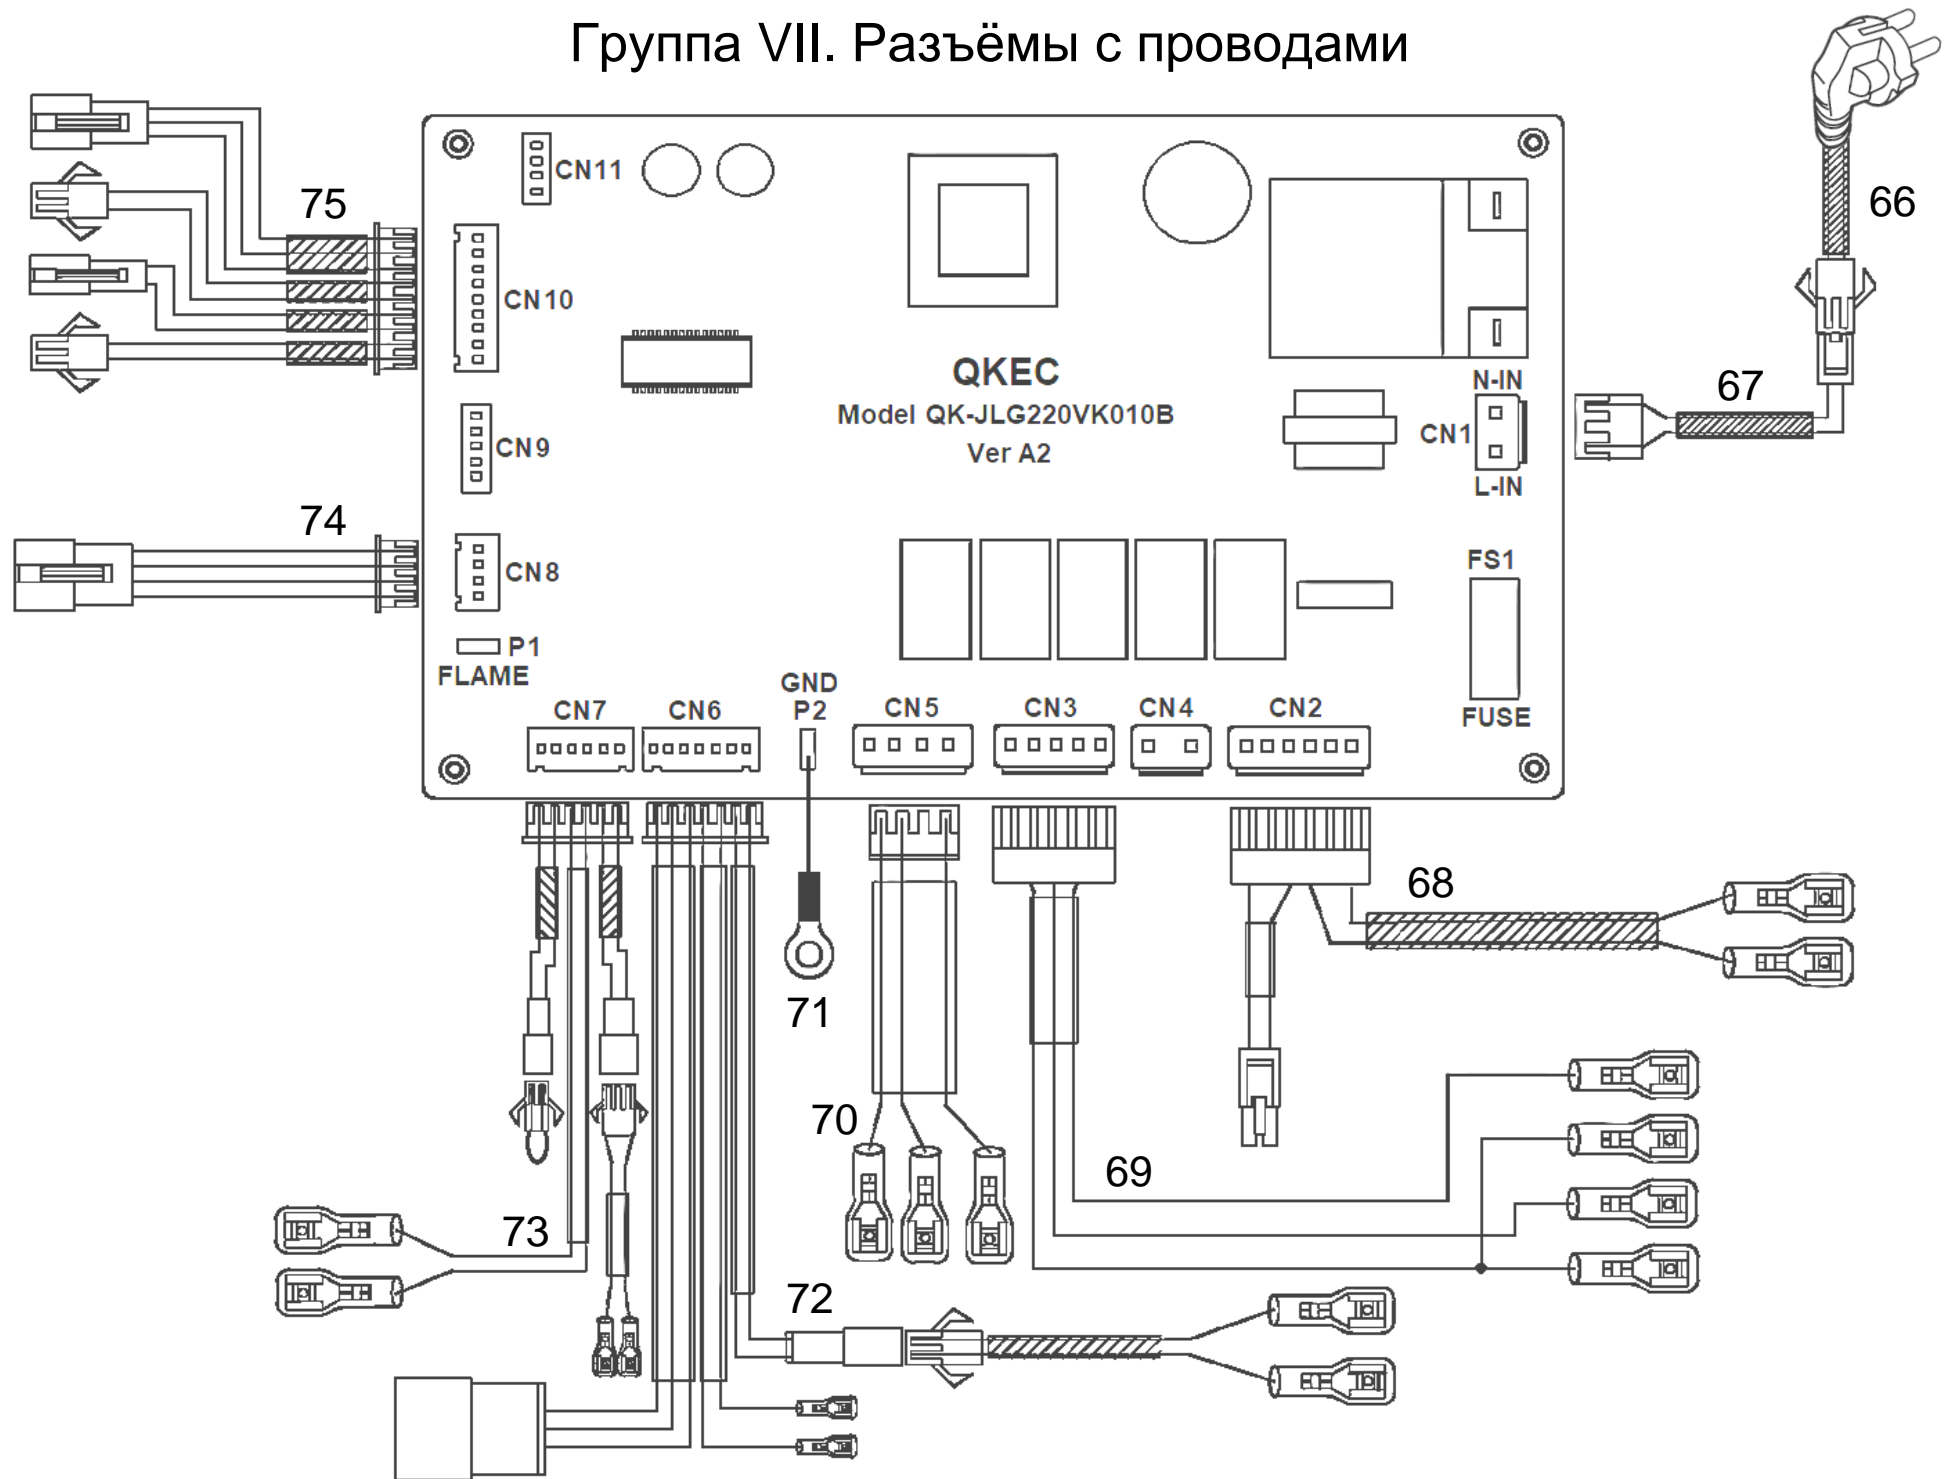 Группа VII. Разъёмы с проводами
66
75
CN11
CN10
QKEC
Model QK-JLG220VK010B
Ver A2
N-IN
CN1
L-IN
67
CN9
74
CN8
FS1
P1
FLAME
FUSE
CN7
CN6
GND
P2
CN5
CN3
CN4
CN2
68
71
70
69
73
72